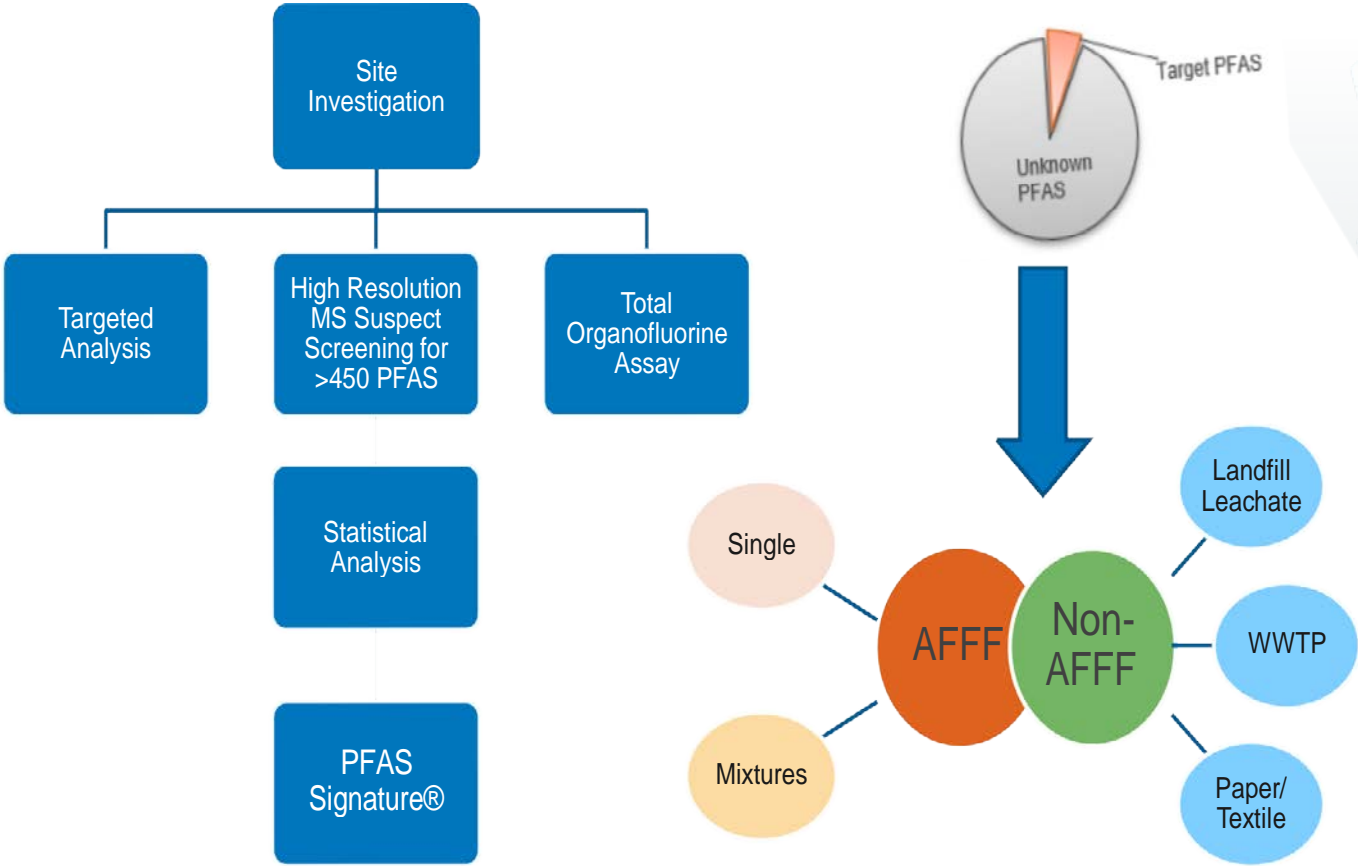 Site
Investigation
Targeted
Analysis
High Resolution
MS Suspect
Screening for
>450 PFAS
Total
Organofluorine
Assay
Statistical
Analysis
PFAS
Signature®
Target PFAS
Unknown
PFAS
Single
Mixtures
AFFF
Non-
AFFF
Landfill
Leachate
WWTP
Paper/
Textile